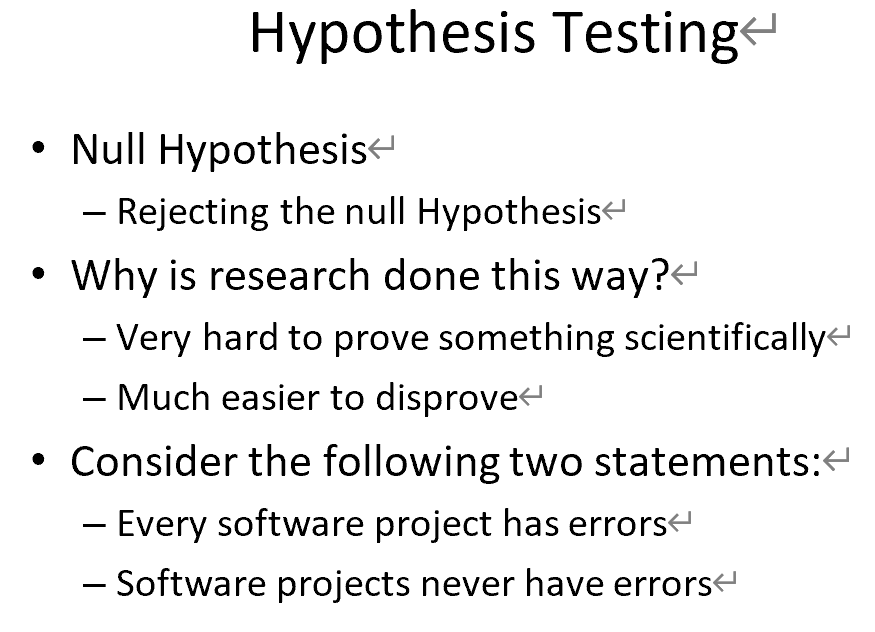 Hypothesis Testing↵
• Null Hypothesis↵
– Rejecting the null Hypothesis↵
• Why is research done this way?↵
– Very hard to prove something scientifically↵
– Much easier to disprove↵
• Consider the following two statements:↵
– Every software project has errors↵
– Software projects never have errors↵